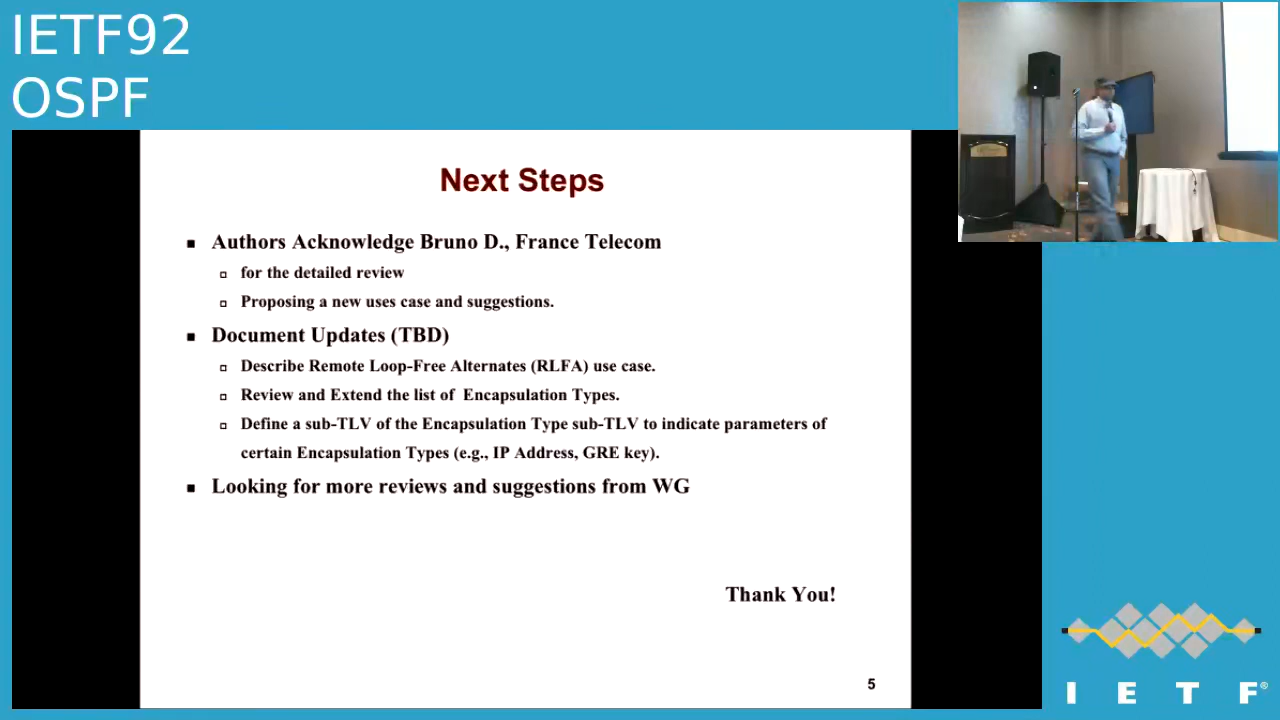 IETF92
OSPF
Next Steps
Authors Acknowledge Bruno D., France Telecom
for the detailed review
Proposing a new uses case and suggestions.
Document Updates (TBD)
Describe Remote Loop-Free Alternates (RLFA) use case.
Review and Extend the list of Encapsulation Types.
Define a sub-TLV of the Encapsulation Type sub-TLV to indicate parameters of
certain Encapsulation Types (e.g., IP Address, GRE key).
Looking for more reviews and suggestions from WG
Thank You!
5
I E T F®